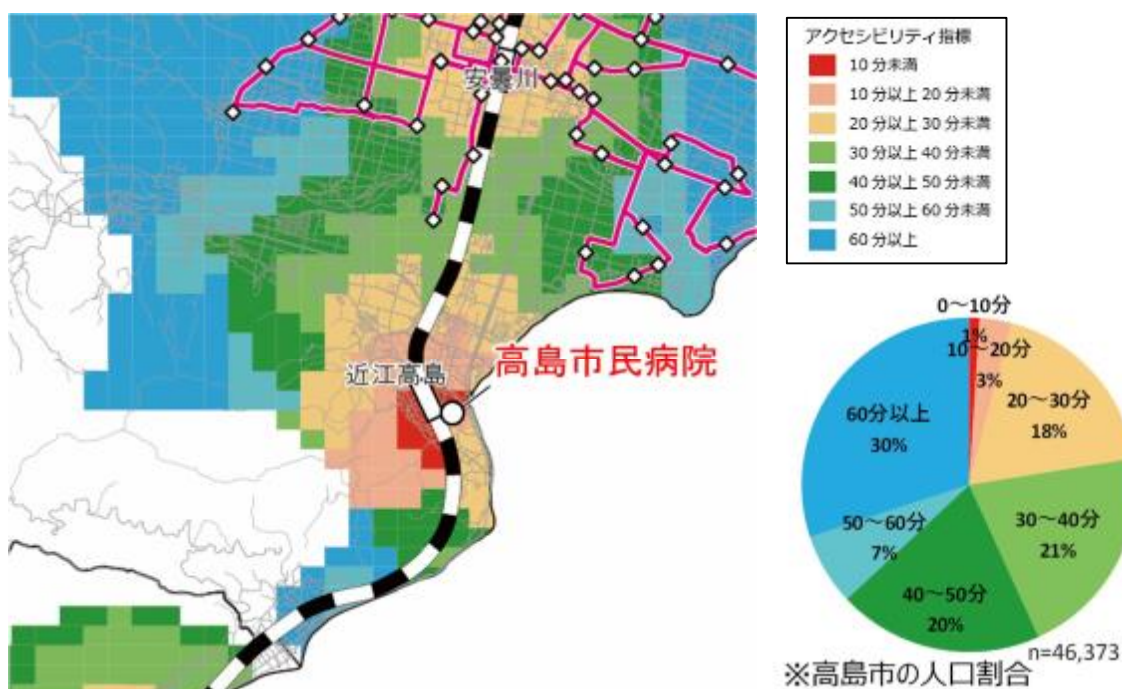 安曇川
近江高島
高島市民病院
アクセシビリティ指標
10分未満
10分以上20分未満
20分以上30分未満
30分以上40分未満
40分以上50分未満
50分以上60分未満
60分以上
0～10分
1%
10～20分
3%
20～30分
18%
30～40分
21%
40～50分
20%
50～60分
7%
60分以上
30%
n=46,373
※高島市の人口割合